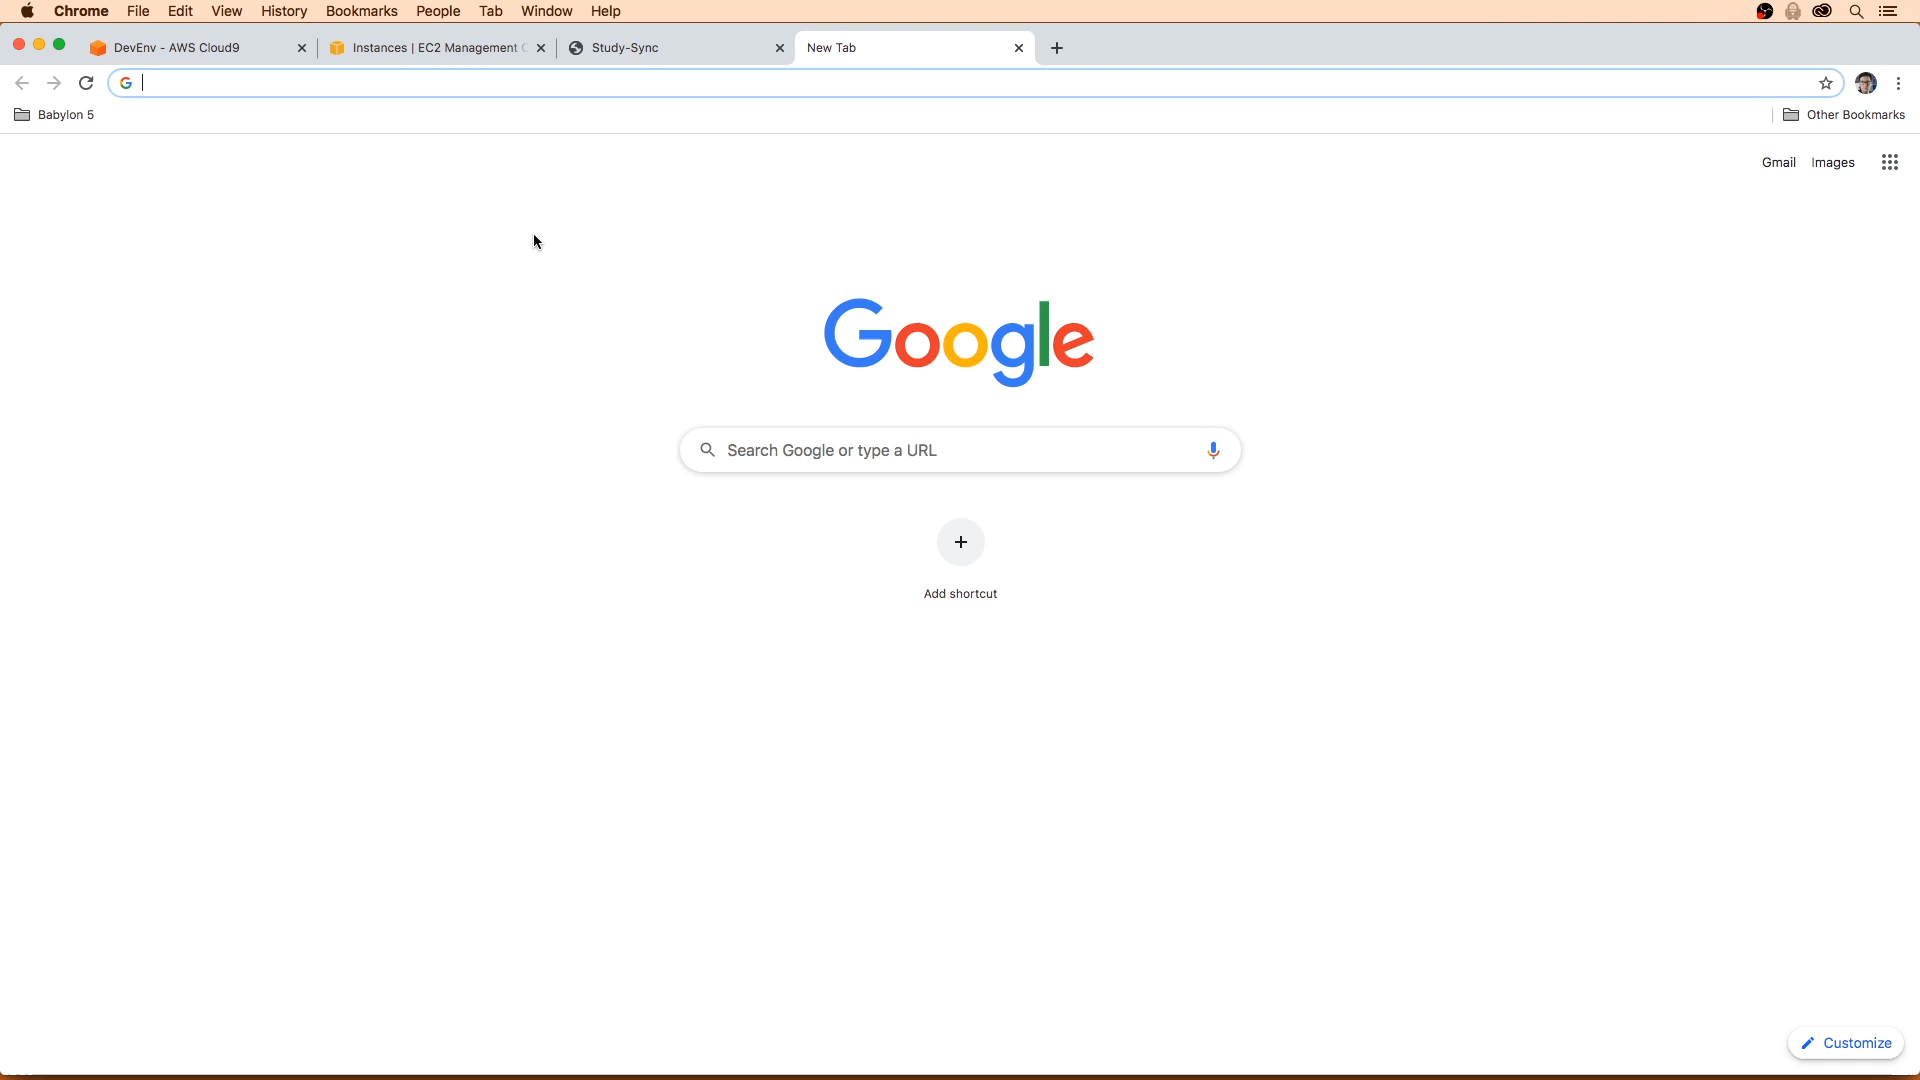 Chrome File Edit View History Bookmarks People Tab Window Help
DevEnv - AWS Cloud9
Instances | EC2 Management C
Study-Sync
New Tab
Babylon 5
Other Bookmarks
Gmail Images
Google
Search Google or type a URL
Add shortcut
Customize